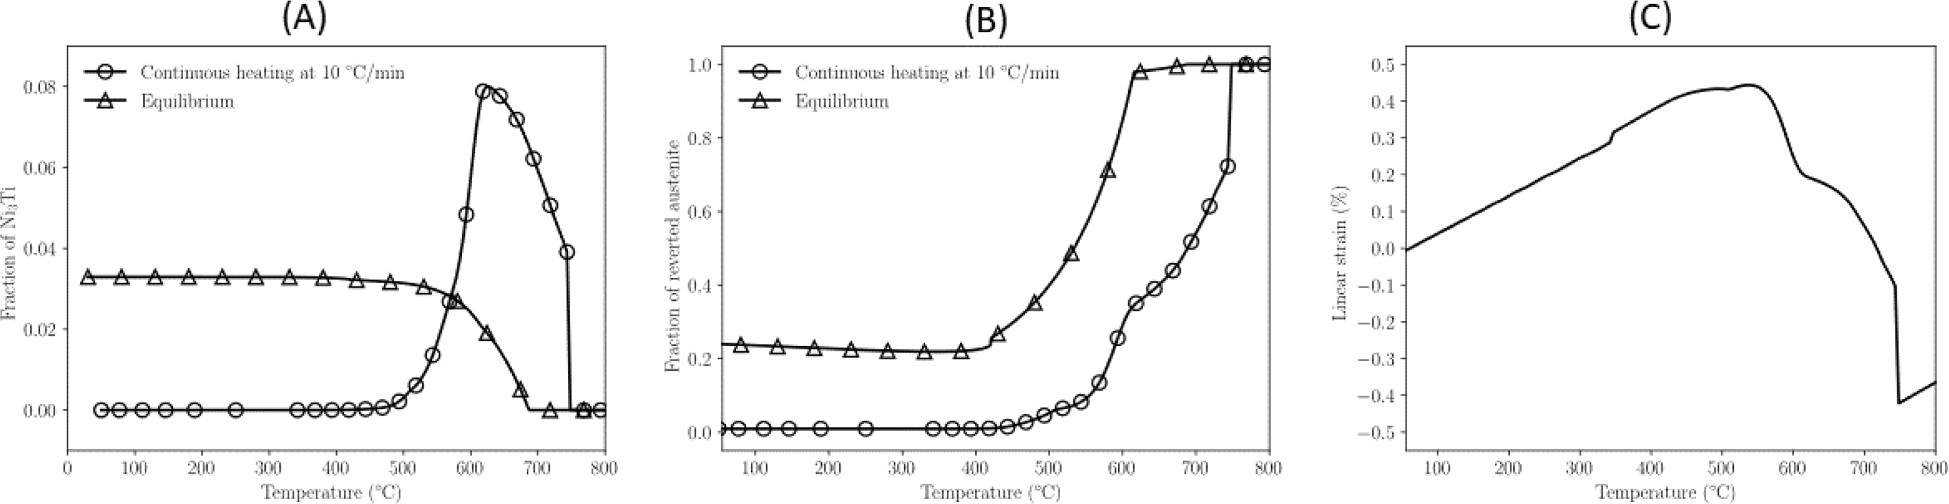 (A)
Continuous heating at 10 °C/min
Equilibrium
0.08
0.06
0.04
0.02
0.00
Fraction of Ni3Ti
0 100 200 300 400 500 600 700 800
Temperature (°C)
(B)
Continuous heating at 10 °C/min
Equilibrium
1.0
0.8
0.6
0.4
0.2
0.0
Fraction of reverted austenite
100 200 300 400 500 600 700 800
Temperature (°C)
(C)
0.5
0.4
0.3
0.2
0.1
0.0
−0.1
−0.2
−0.3
−0.4
−0.5
Linear strain (%)
100 200 300 400 500 600 700 800
Temperature (°C)